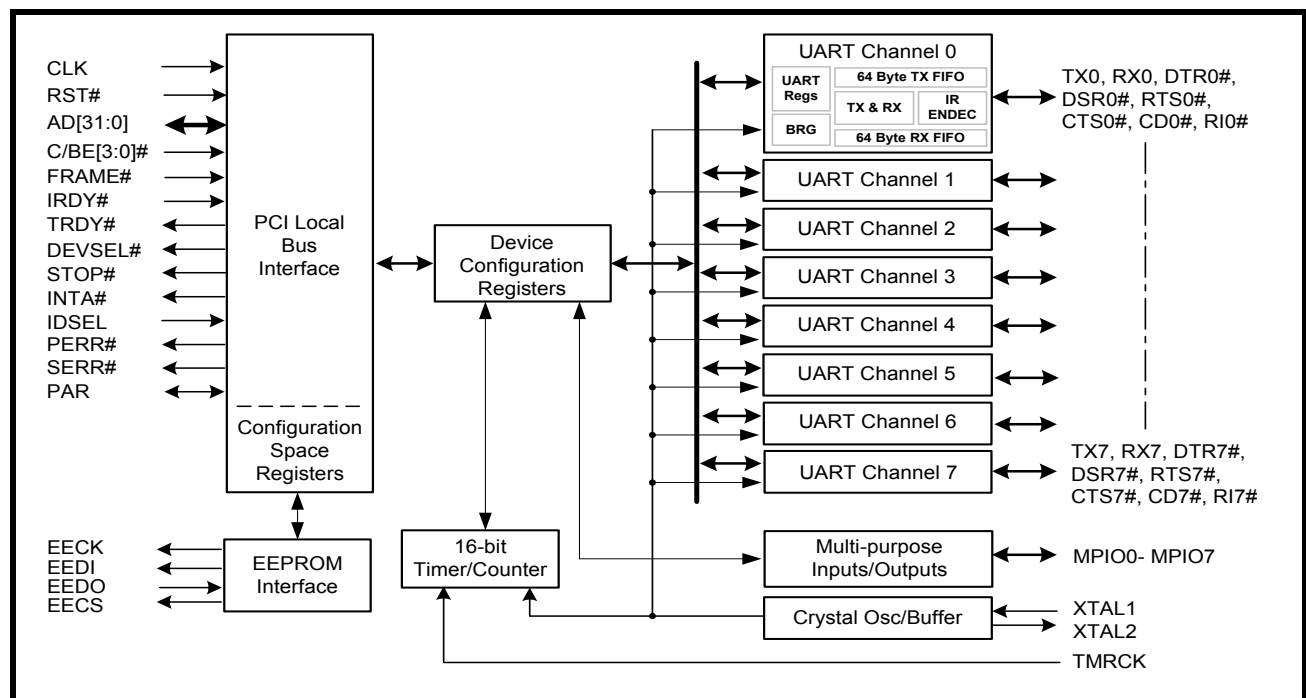 CLK
RST#
AD[31:0]
C/BE[3:0]#
FRAME#
IRDY#
TRDY#
DEVSEL#
STOP#
INTA#
IDSEL
PERR#
SERR#
PAR
PCI Local
Bus
Interface
Configuration
Space
Registers
EECK
EEDI
EEDO
EECS
EEPROM
Interface
Device
Configuration
Registers
16-bit
Timer/Counter
UART Channel 0
UART
Regs
BRG
64 Byte TX FIFO
TX & RX
IR
ENDEC
64 Byte RX FIFO
UART Channel 1
UART Channel 2
UART Channel 3
UART Channel 4
UART Channel 5
UART Channel 6
UART Channel 7
Multi-purpose
Inputs/Outputs
Crystal Osc/Buffer
TX0, RX0, DTR0#,
DSR0#, RTS0#,
CTS0#, CD0#, RI0#
TX7, RX7, DTR7#,
DSR7#, RTS7#,
CTS7#, CD7#, RI7#
MPIO0- MPIO7
XTAL1
XTAL2
TMRCK